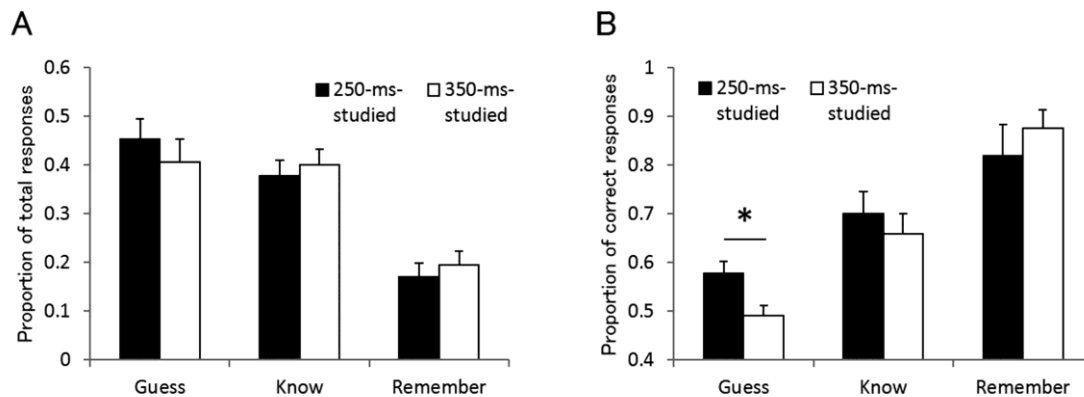 A
Proportion of total responses
0.6
0.5
0.4
0.3
0.2
0.1
0
250-ms-studied
350-ms-studied
Guess
Know
Remember
B
Proportion of correct responses
1
0.9
0.8
0.7
0.6
0.5
0.4
250-ms-studied
350-ms-studied
*
Guess
Know
Remember